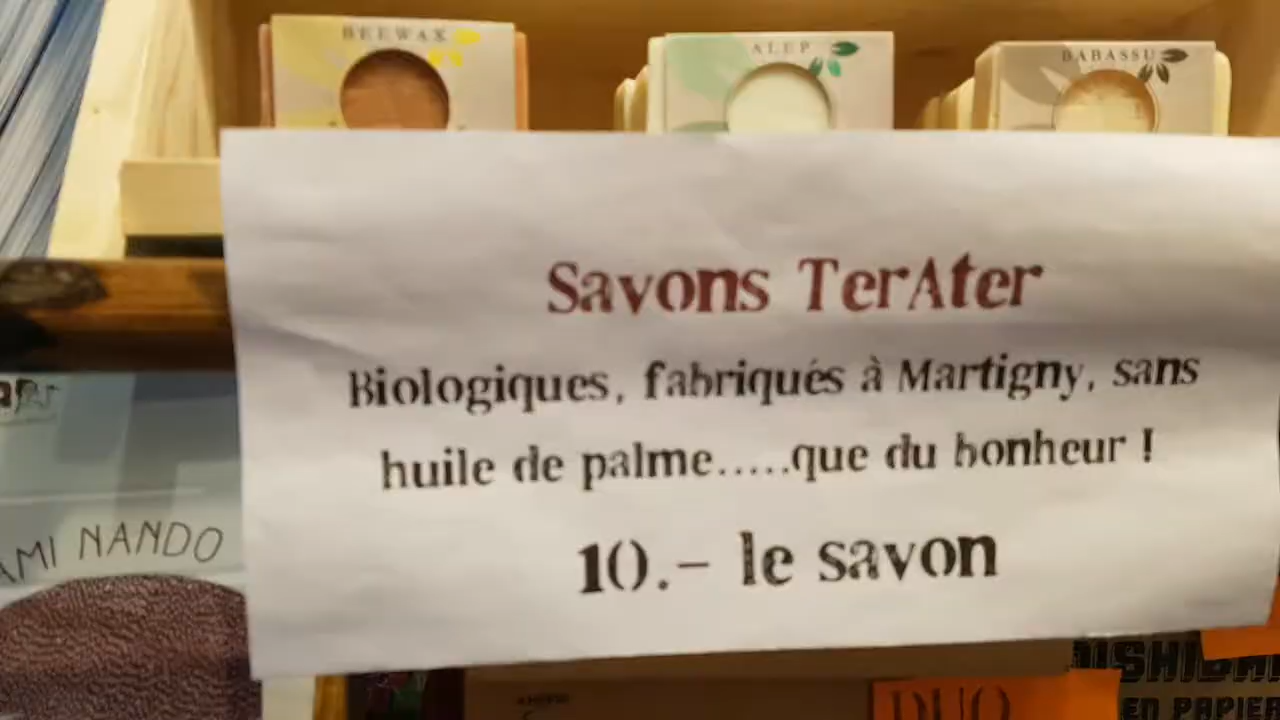 BEEWAX
ALEP
BABASSU
Savons TerAter
Biologiques, fabriqués à Martigny, sans
huile de palme.....que du bonheur !
10.- le savon
AMI NANDO
DUO
EN PAPIER